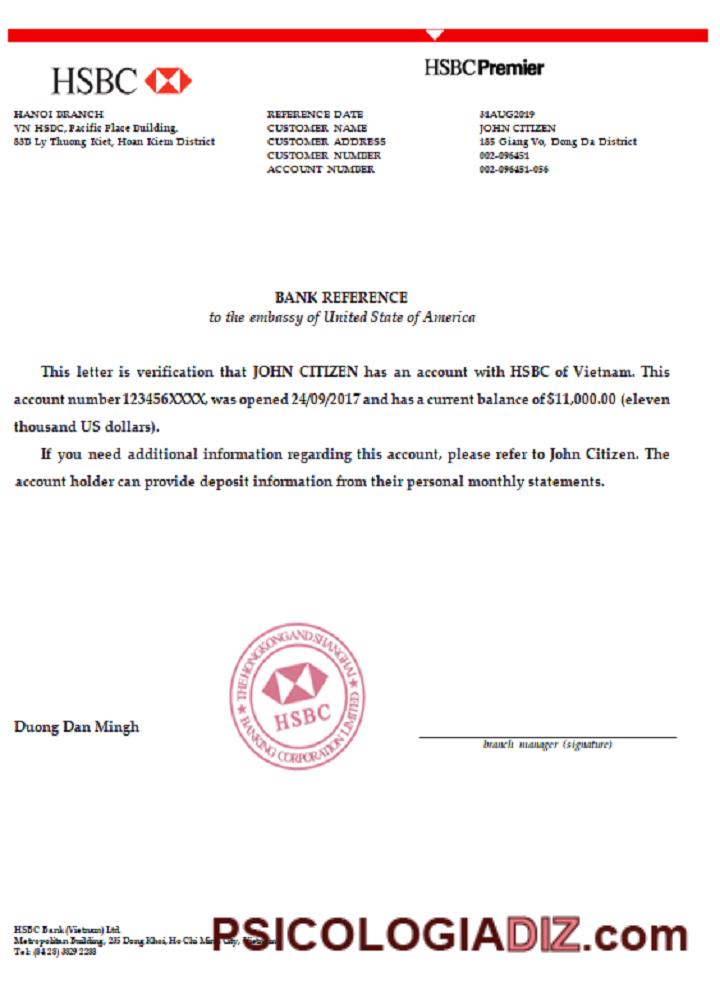 HSBC
HSBC Premier
HANOI BRANCH
VN HSBC, Pacific Place Building,
83B Ly Thuong Kiet, Hoan Kiem District
REFERENCE DATE 31AUG2019
CUSTOMER NAME JOHN CITIZEN
CUSTOMER ADDRESS 185 Giang Vo, Dong Da District
CUSTOMER NUMBER 002-096451
ACCOUNT NUMBER 002-096451-056
BANK REFERENCE
to the embassy of United State of America
This letter is verification that JOHN CITIZEN has an account with HSBC of Vietnam. This
account number 123456XXXX, was opened 24/09/2017 and has a current balance of $11,000.00 (eleven
thousand US dollars).
If you need additional information regarding this account, please refer to John Citizen. The
account holder can provide deposit information from their personal monthly statements.
THE HONGKONG AND SHANGHAI
HSBC
BANKING CORPORATION LIMITED
Duong Dan Mingh
branch manager (signature)
HSBC Bank (Vietnam) Ltd.
Metropolitan Building, 235 Dong Khoi, Ho Chi Minh City, Vietnam
Tel: (84 28) 3829 2288
PSICOLOGIADIZ.com